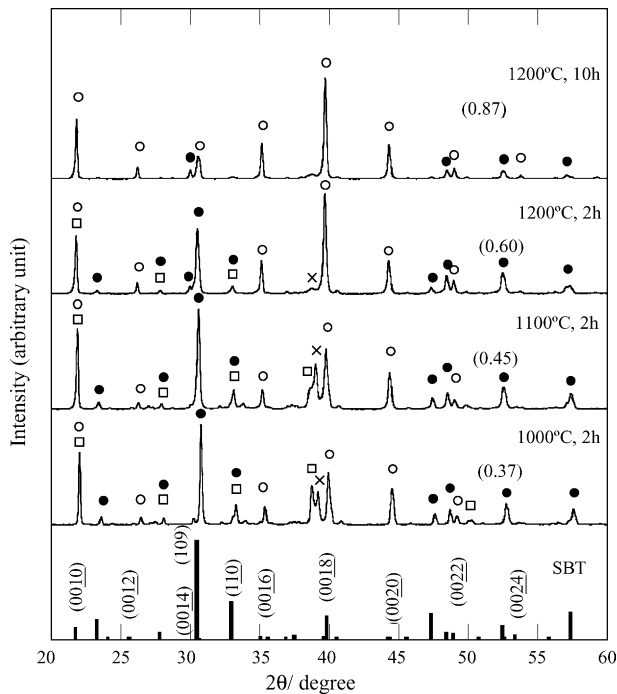 1200ºC, 10h
(0.87)
1200ºC, 2h
(0.60)
1100ºC, 2h
(0.45)
1000ºC, 2h
(0.37)
SBT
(0010)
(0012)
(0014)
(109)
(110)
(0016)
(0018)
(0020)
(0022)
(0024)
Intensity (arbitrary unit)
20 25 30 35 40 45 50 55 60
2θ/ degree